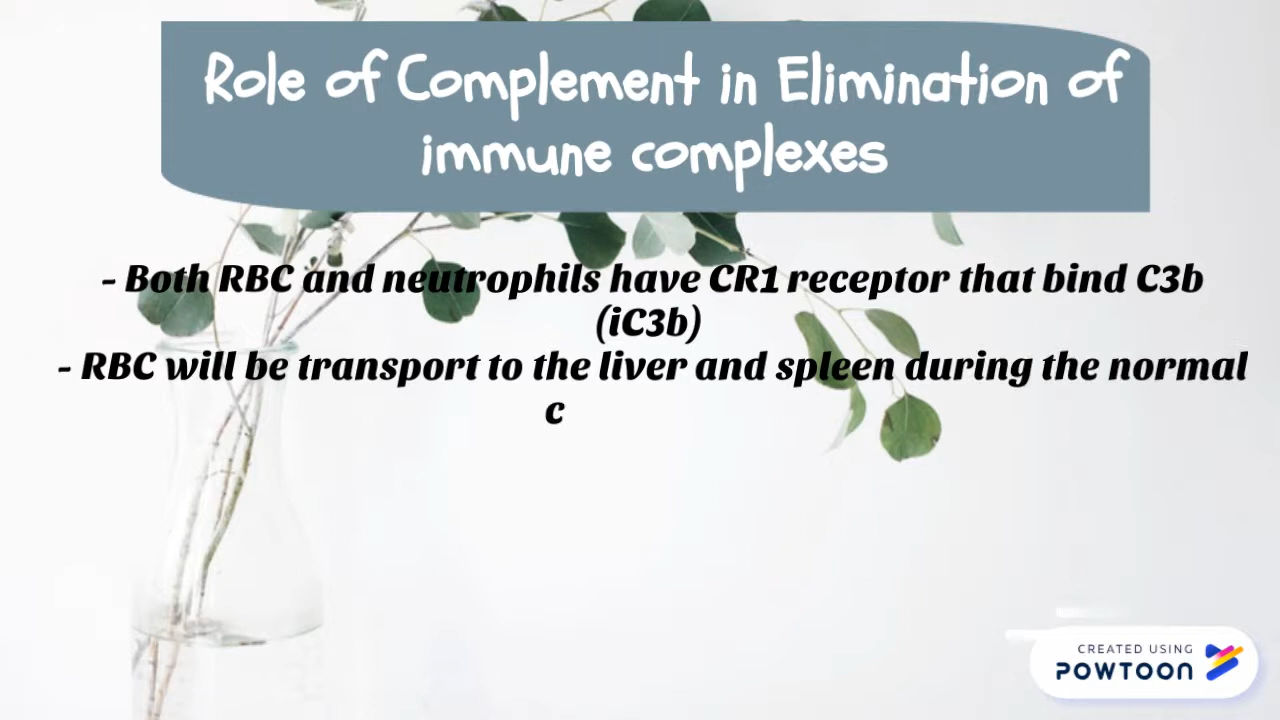 Role of Complement in Elimination of
immune complexes
- Both RBC and neutrophils have CR1 receptor that bind C3b
(iC3b)
- RBC will be transport to the liver and spleen during the normal
c
CREATED USING
POWTOON